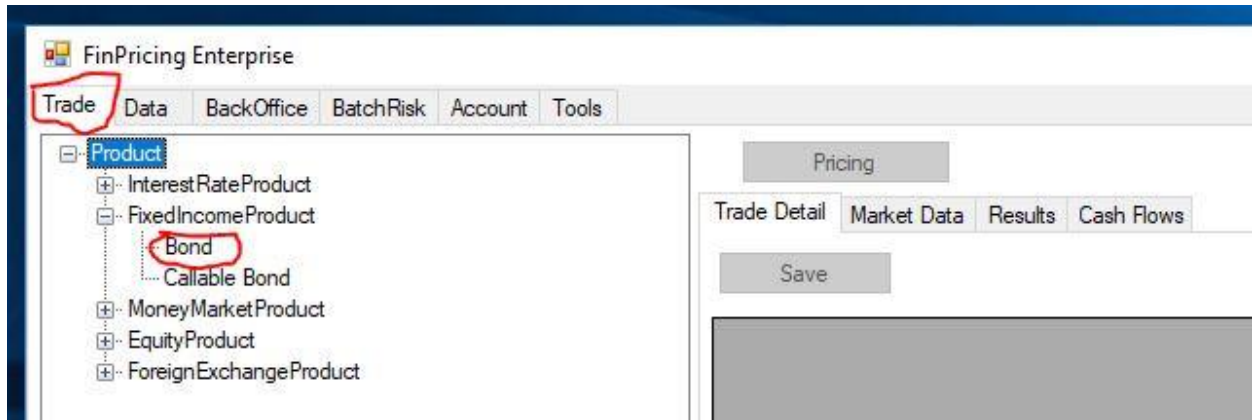 FinPricing Enterprise
Trade Data BackOffice BatchRisk Account Tools
Product
InterestRateProduct
FixedIncomeProduct
Bond
Callable Bond
MoneyMarketProduct
EquityProduct
ForeignExchangeProduct
Pricing
Trade Detail Market Data Results Cash Flows
Save